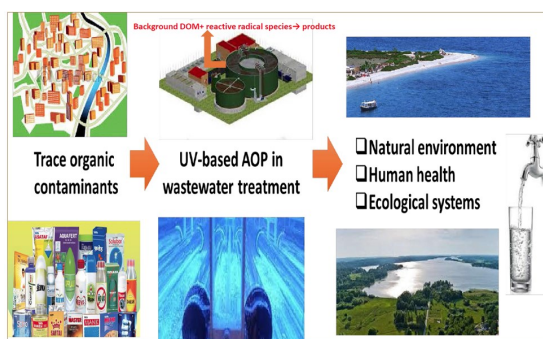 Background DOM+ reactive radical species→ products
Trace organic
contaminants
UV-based AOP in
wastewater treatment
❑Natural environment
❑Human health
❑Ecological systems